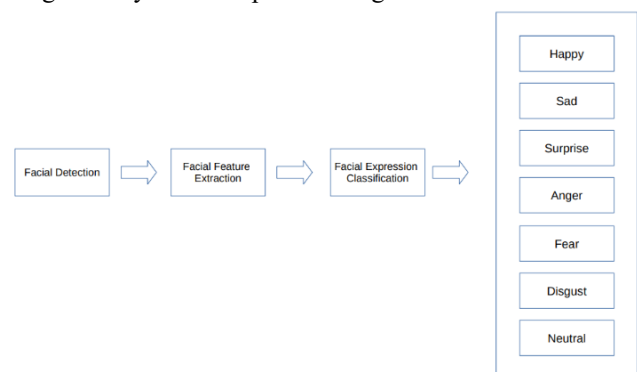 Happy
Sad
Surprise
Facial Detection
Facial Feature
Extraction
Facial Expression
Classification
Anger
Fear
Disgust
Neutral